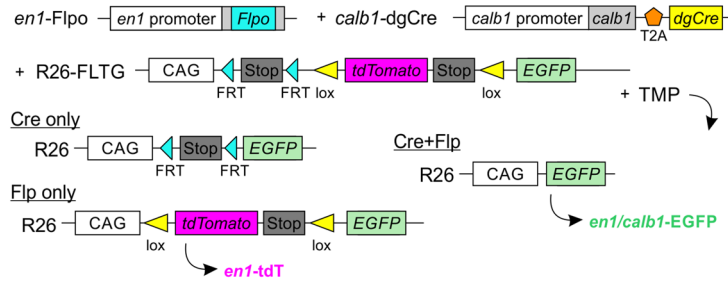 en1-Flpo en1 promoter Flpo + calb1-dgCre calb1 promoter calb1 dgCre
T2A
+ R26-FLTG CAG Stop tdTomato Stop EGFP
FRT FRT lox lox
+ TMP
Cre only
R26 CAG Stop EGFP
FRT FRT
Cre+Flp
R26 CAG EGFP
en1/calb1-EGFP
Flp only
R26 CAG tdTomato Stop EGFP
lox lox
en1-tdT